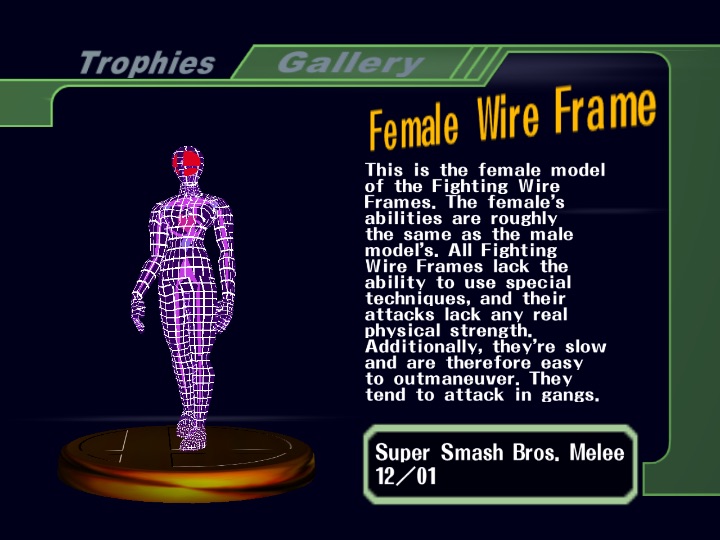 Trophies
Gallery
Female Wire Frame
This is the female model
of the Fighting Wire
Frames. The female's
abilities are roughly
the same as the male
model's. All Fighting
Wire Frames lack the
ability to use special
techniques, and their
attacks lack any real
physical strength.
Additionally, they're slow
and are therefore easy
to outmaneuver. They
tend to attack in gangs.
Super Smash Bros. Melee
12/01